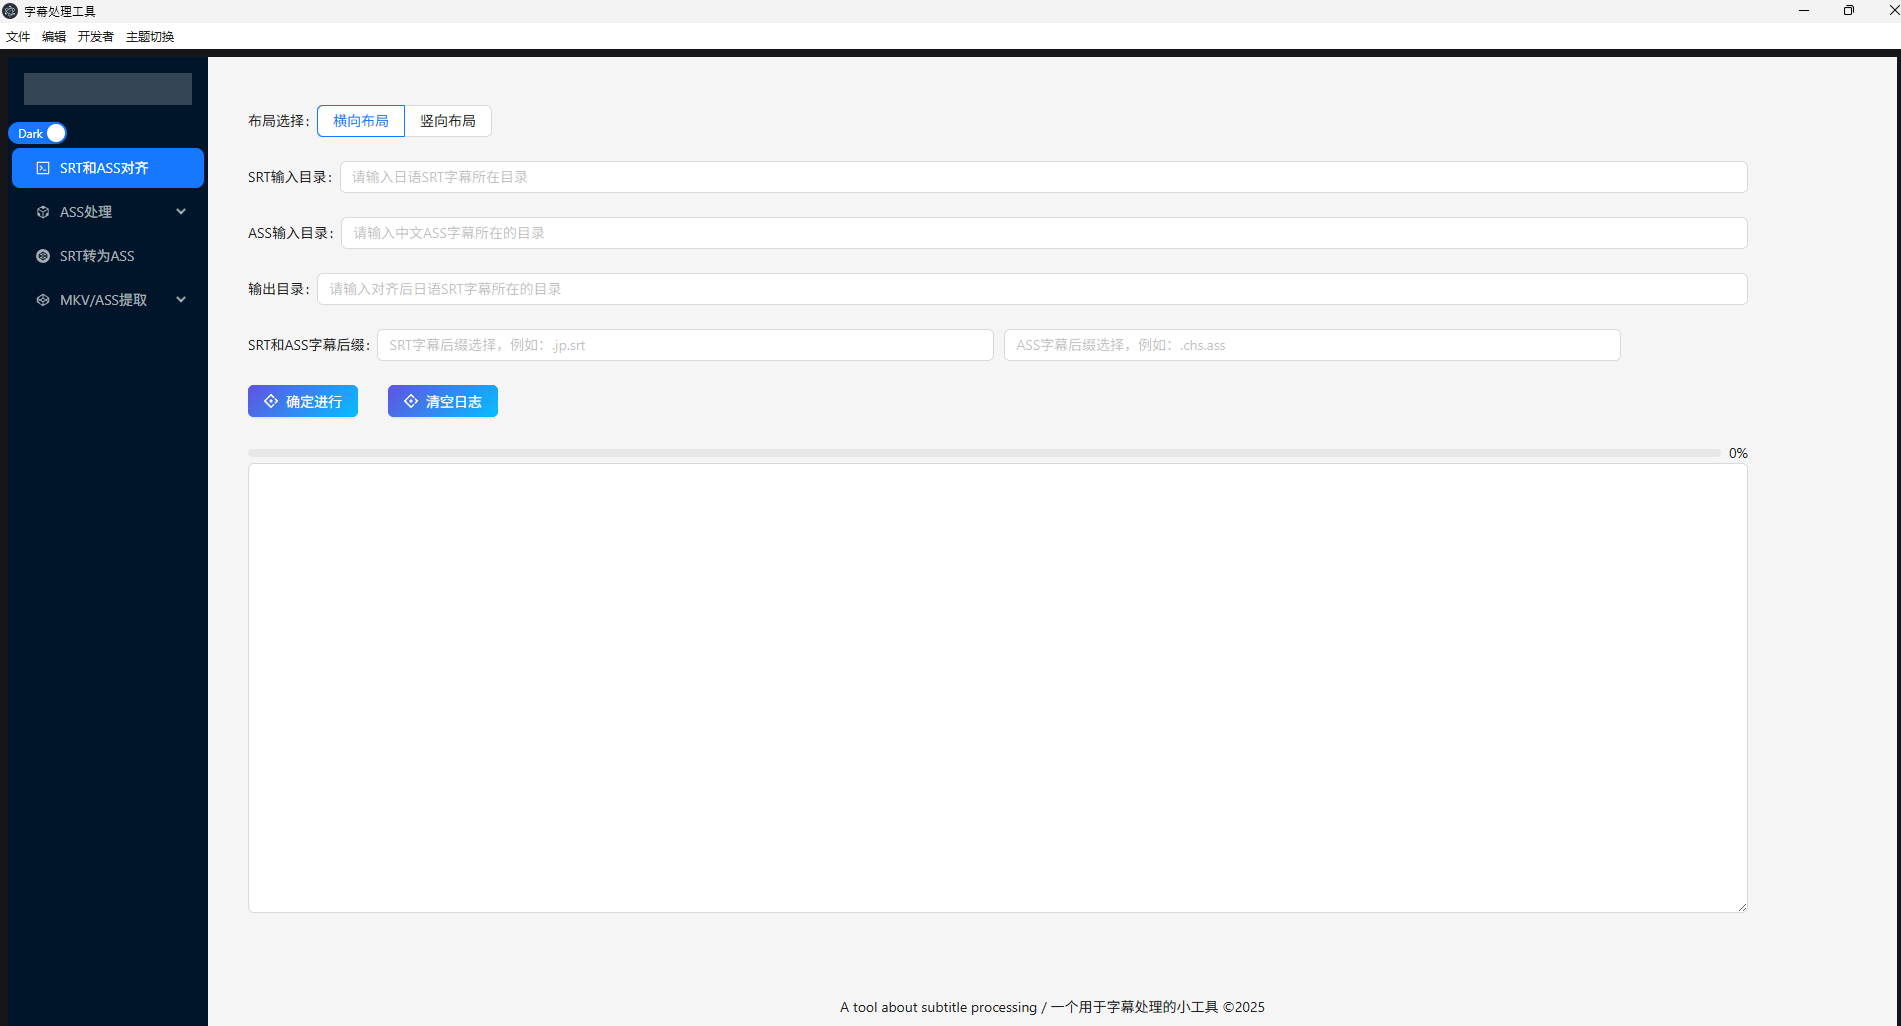 字幕处理工具
文件 编辑 开发者 主题切换
Dark
SRT和ASS对齐
ASS处理
SRT转为ASS
MKV/ASS提取
布局选择： 横向布局 竖向布局
SRT输入目录： 请输入日语SRT字幕所在目录
ASS输入目录： 请输入中文ASS字幕所在的目录
输出目录： 请输入对齐后日语SRT字幕所在的目录
SRT和ASS字幕后缀： SRT字幕后缀选择，例如：.jp.srt ASS字幕后缀选择，例如：.chs.ass
确定进行 清空日志
0%
A tool about subtitle processing / 一个用于字幕处理的小工具 ©2025